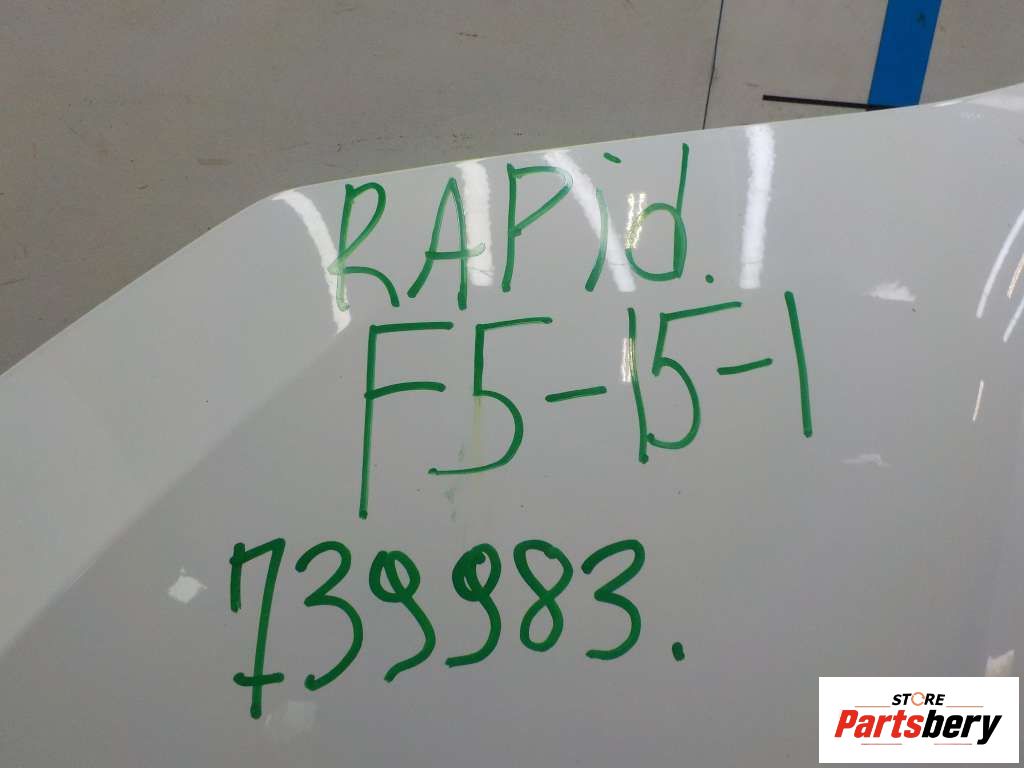 RAPid.
F5-15-1
739983.
STORE
Partsbery